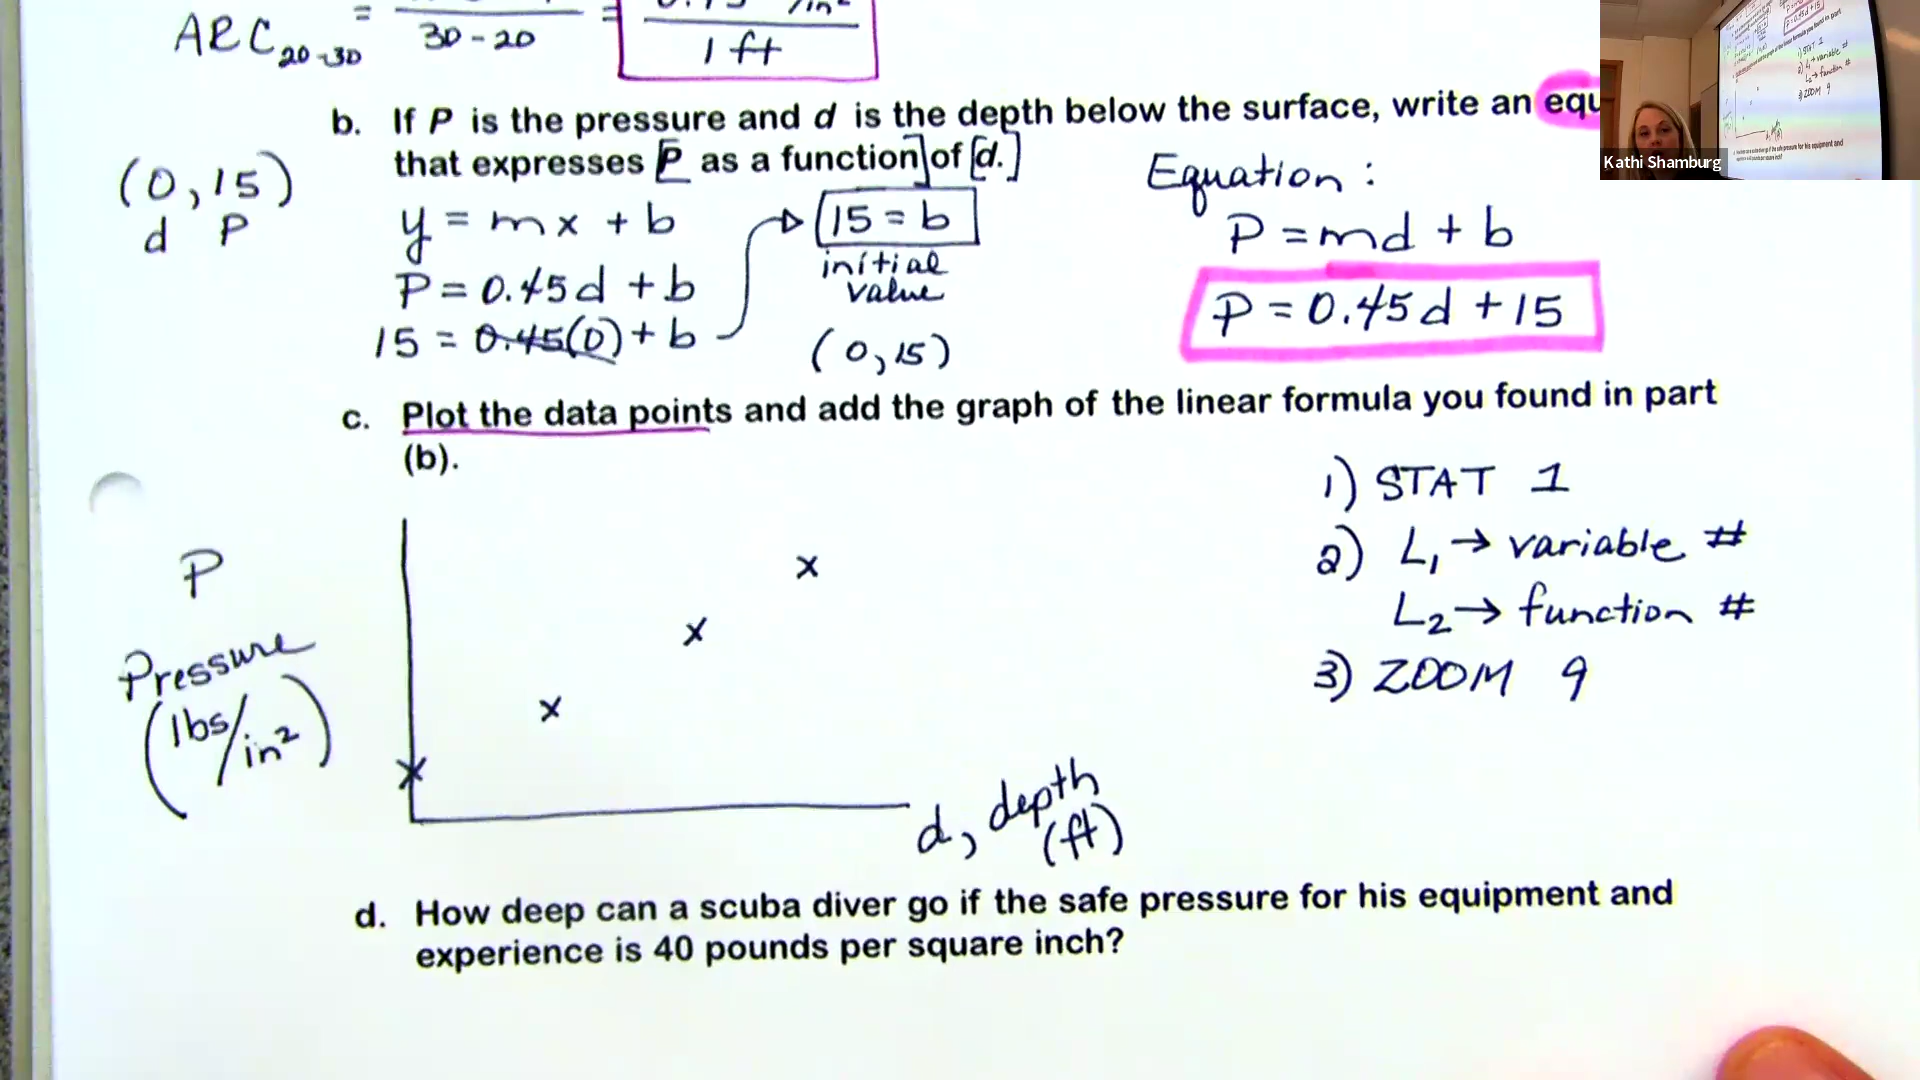 ARC20→30 = 30-20 = 1 ft
b. If P is the pressure and d is the depth below the surface, write an equ
that expresses P as a function of d.
(0,15)
d P
y = mx + b
P = 0.45d + b
15 = 0.45(0) + b
15 = b
initial
value
(0,15)
Equation:
P = md + b
P = 0.45d + 15
c. Plot the data points and add the graph of the linear formula you found in part
(b).
1) STAT 1
2) L1 → variable #
L2 → function #
3) ZOOM 9
P
Pressure
(lbs/in²)
d, depth
(ft)
d. How deep can a scuba diver go if the safe pressure for his equipment and
experience is 40 pounds per square inch?
Kathi Shamburg